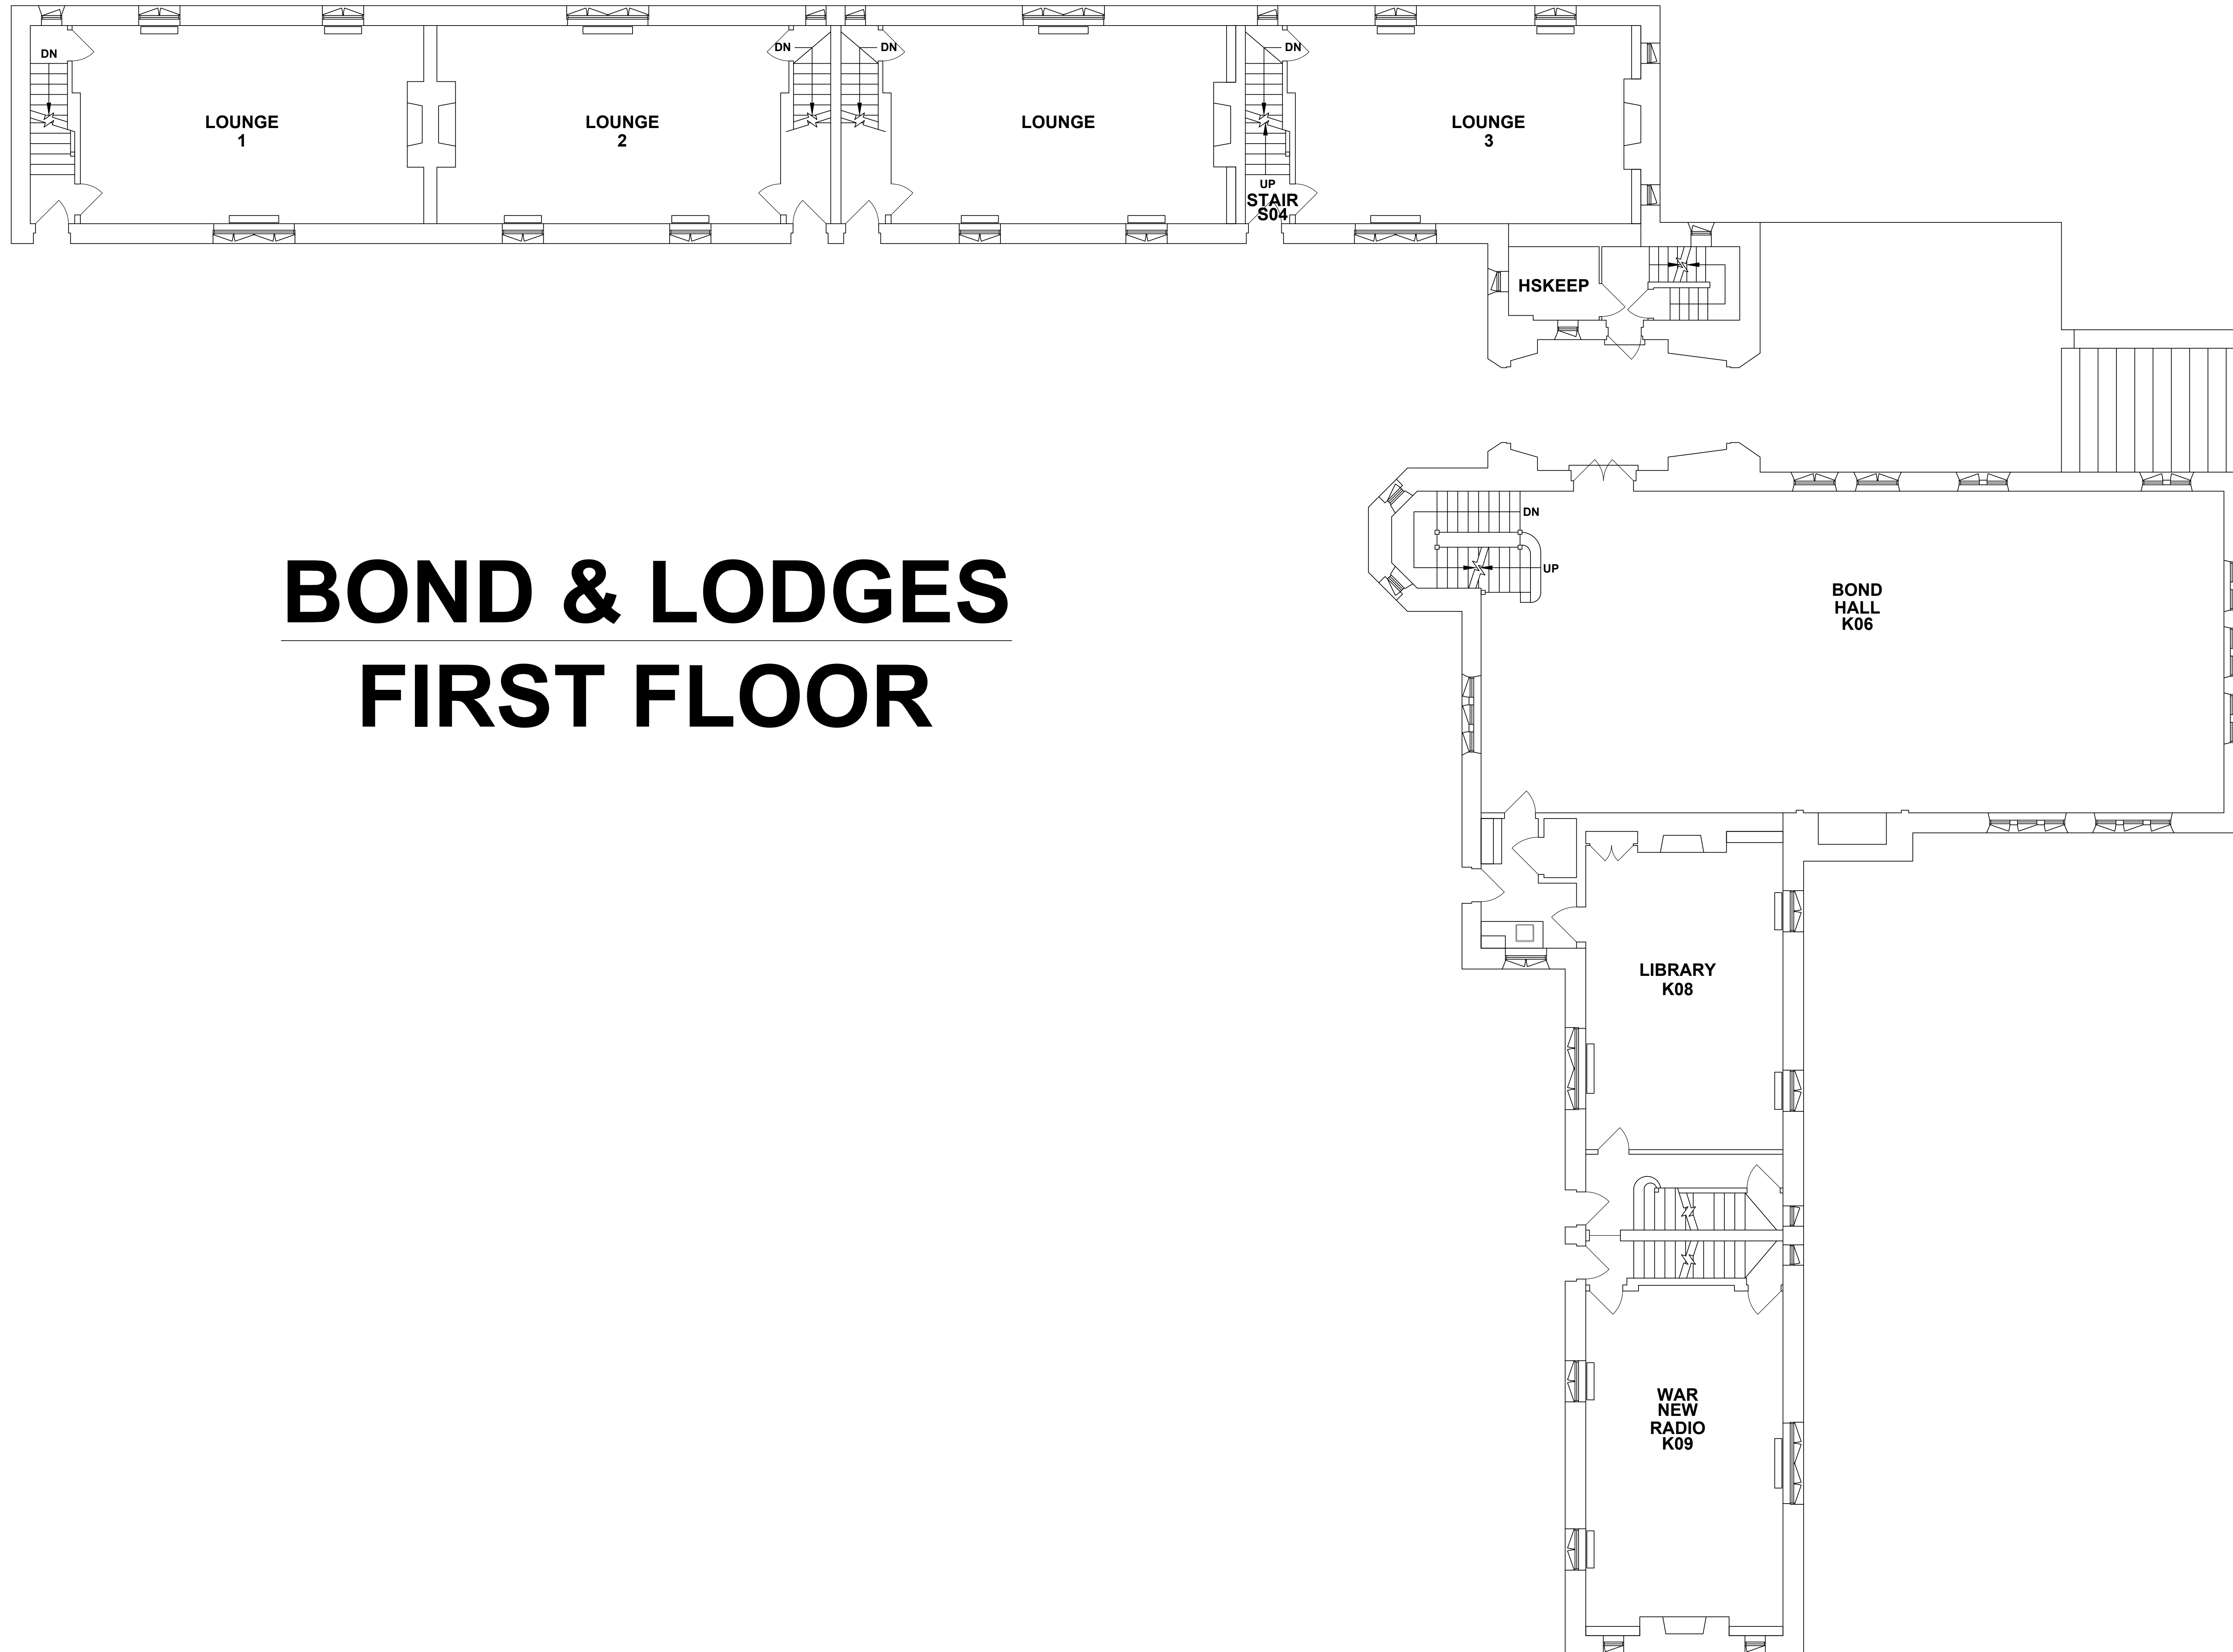 DN
DN
DN
DN
LOUNGE
1
LOUNGE
2
LOUNGE
LOUNGE
3
UP
STAIR
S04
HSKEEP
DN
UP
BOND & LODGES
FIRST FLOOR
BOND
HALL
K06
LIBRARY
K08
WAR
NEW
RADIO
K09